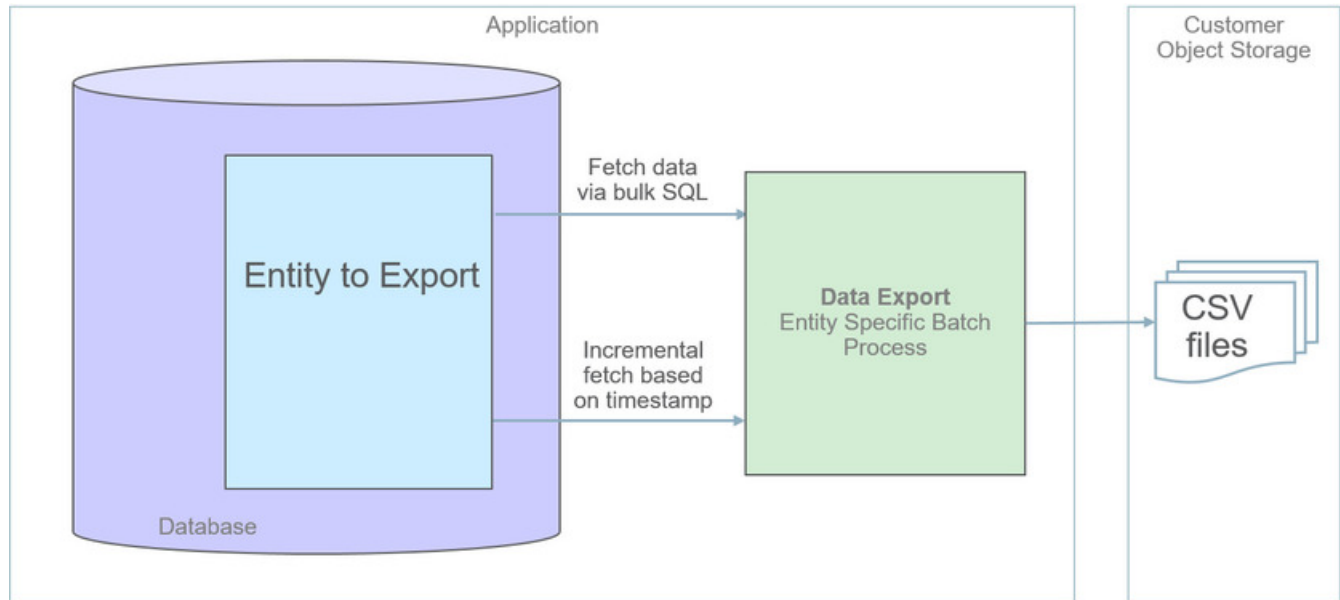 Application
Customer
Object Storage
Fetch data
via bulk SQL
Entity to Export
Data Export
Entity Specific Batch
Process
CSV
files
Incremental
fetch based
on timestamp
Database